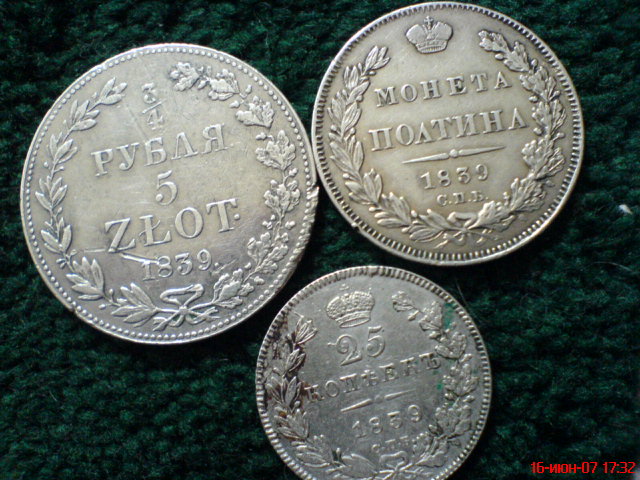 3/4
РУБЛЯ.
5
ZŁOT:
1839.
МОНЕТА
ПОЛТИНА
1839
С.П.Б.
25
КОПѢЕКЪ
1839
16-июн-07 17:32